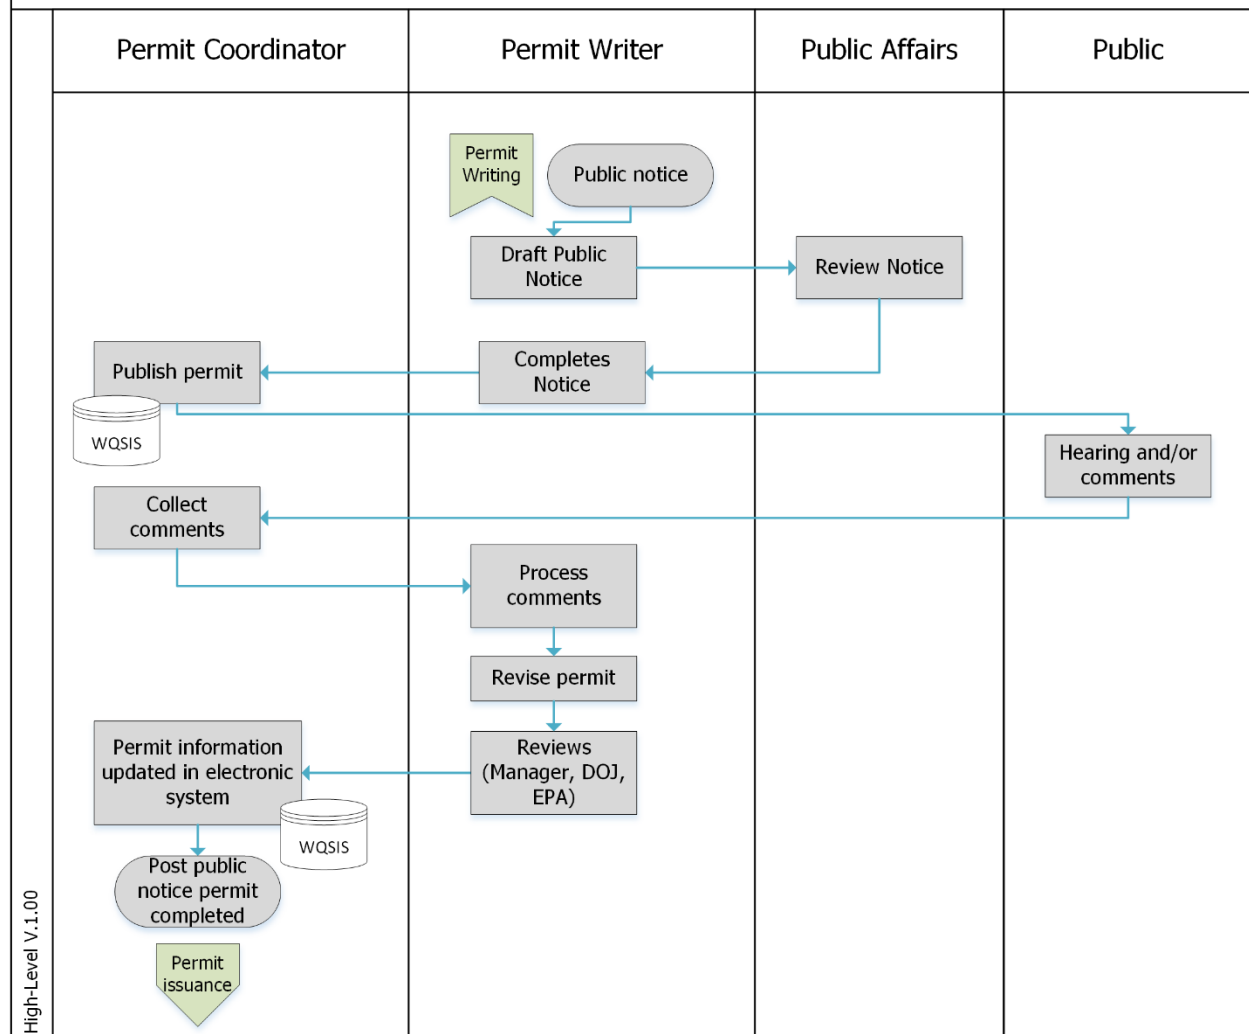 Permit Coordinator
Permit Writer
Public Affairs
Public
Permit
Writing
Public notice
Draft Public
Notice
Review Notice
Publish permit
Completes
Notice
WQSIS
Hearing and/or
comments
Collect
comments
Process
comments
Revise permit
Permit information
updated in electronic
system
Reviews
(Manager, DOJ,
EPA)
WQSIS
Post public
notice permit
completed
Permit
issuance
High-Level V.1.00